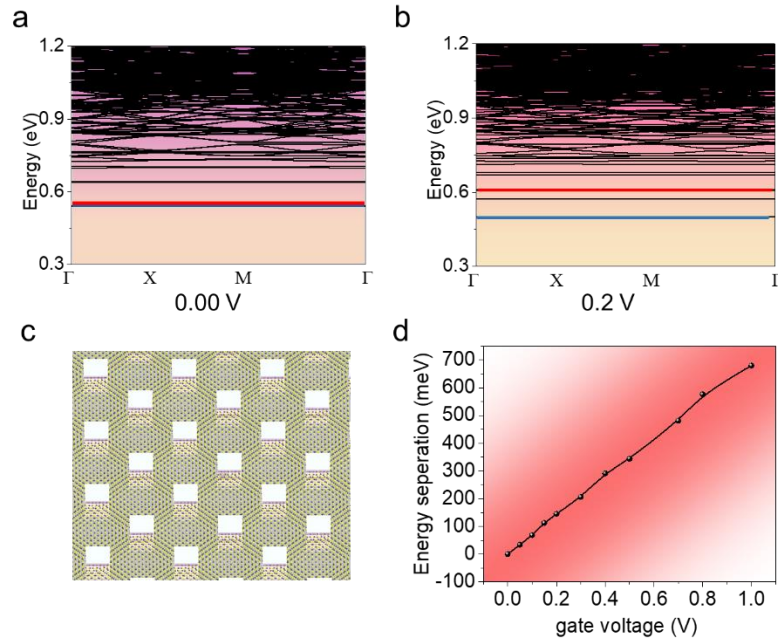 a
1.2
0.9
0.6
0.3
Energy (eV)
Γ X M Γ
0.00 V
b
1.2
0.9
0.6
0.3
Energy (eV)
Γ X M Γ
0.2 V
c
d
700
600
500
400
300
200
100
0
-100
Energy seperation (meV)
0.0 0.2 0.4 0.6 0.8 1.0
gate voltage (V)